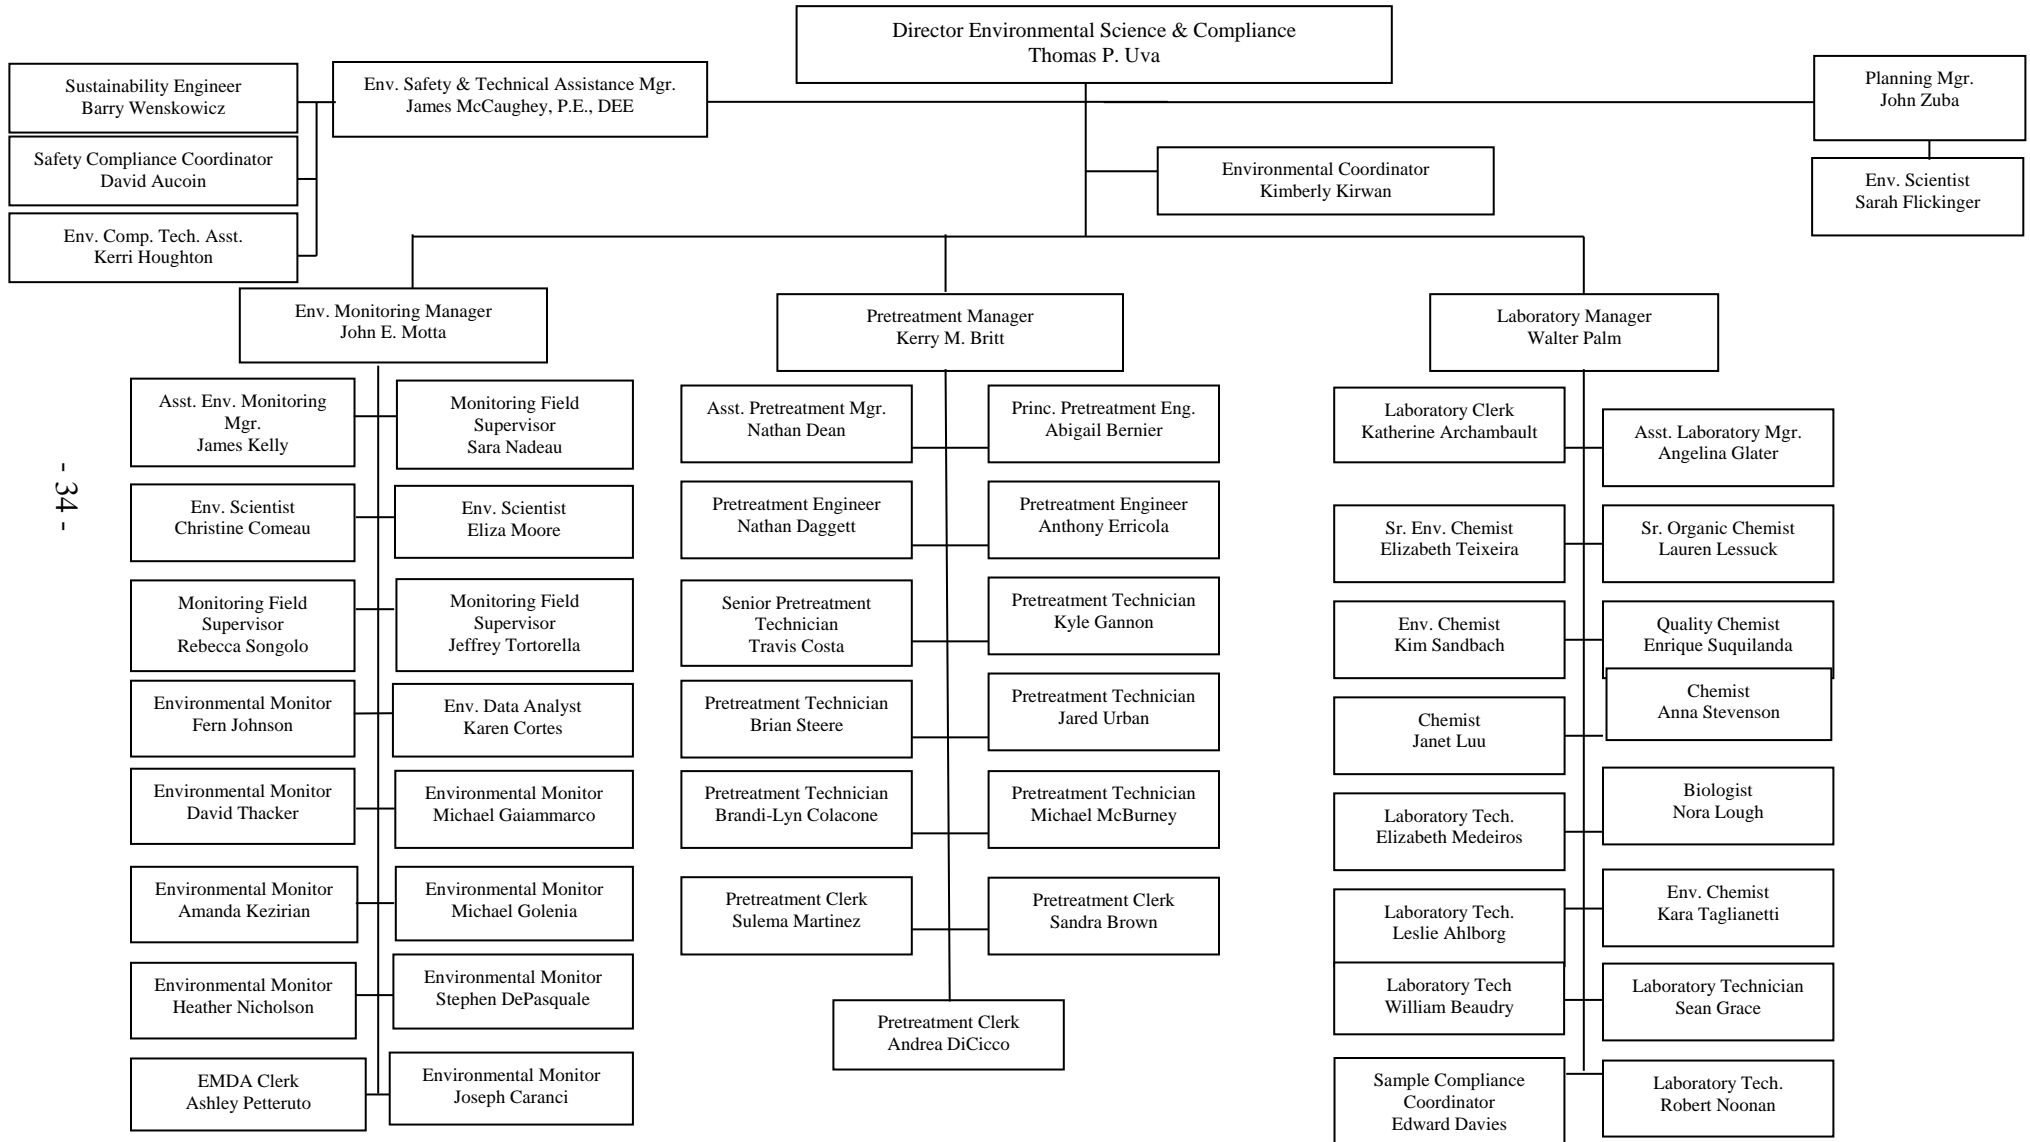 Director Environmental Science & Compliance
Thomas P. Uva
Sustainability Engineer
Barry Wenskowicz
Env. Safety & Technical Assistance Mgr.
James McCaughey, P.E., DEE
Planning Mgr.
John Zuba
Safety Compliance Coordinator
David Aucoin
Environmental Coordinator
Kimberly Kirwan
Env. Scientist
Sarah Flickinger
Env. Comp. Tech. Asst.
Kerri Houghton
Env. Monitoring Manager
John E. Motta
Asst. Env. Monitoring
Mgr.
James Kelly
Monitoring Field
Supervisor
Sara Nadeau
Env. Scientist
Christine Comeau
Env. Scientist
Eliza Moore
Monitoring Field
Supervisor
Rebecca Songolo
Monitoring Field
Supervisor
Jeffrey Tortorella
Environmental Monitor
Fern Johnson
Env. Data Analyst
Karen Cortes
Environmental Monitor
David Thacker
Environmental Monitor
Michael Gaiammarco
Environmental Monitor
Amanda Kezirian
Environmental Monitor
Michael Golenia
Environmental Monitor
Heather Nicholson
Environmental Monitor
Stephen DePasquale
EMDA Clerk
Ashley Petteruto
Environmental Monitor
Joseph Caranci
Pretreatment Manager
Kerry M. Britt
Asst. Pretreatment Mgr.
Nathan Dean
Princ. Pretreatment Eng.
Abigail Bernier
Pretreatment Engineer
Nathan Daggett
Pretreatment Engineer
Anthony Erricola
Senior Pretreatment
Technician
Travis Costa
Pretreatment Technician
Kyle Gannon
Pretreatment Technician
Brian Steere
Pretreatment Technician
Jared Urban
Pretreatment Technician
Brandi-Lyn Colacone
Pretreatment Technician
Michael McBurney
Pretreatment Clerk
Sulema Martinez
Pretreatment Clerk
Sandra Brown
Pretreatment Clerk
Andrea DiCicco
Laboratory Manager
Walter Palm
Laboratory Clerk
Katherine Archambault
Asst. Laboratory Mgr.
Angelina Glater
Sr. Env. Chemist
Elizabeth Teixeira
Sr. Organic Chemist
Lauren Lessuck
Env. Chemist
Kim Sandbach
Quality Chemist
Enrique Suquilanda
Chemist
Janet Luu
Chemist
Anna Stevenson
Laboratory Tech.
Elizabeth Medeiros
Biologist
Nora Lough
Laboratory Tech.
Leslie Ahlborg
Env. Chemist
Kara Taglianetti
Laboratory Tech
William Beaudry
Laboratory Technician
Sean Grace
Sample Compliance
Coordinator
Edward Davies
Laboratory Tech.
Robert Noonan
- 34 -